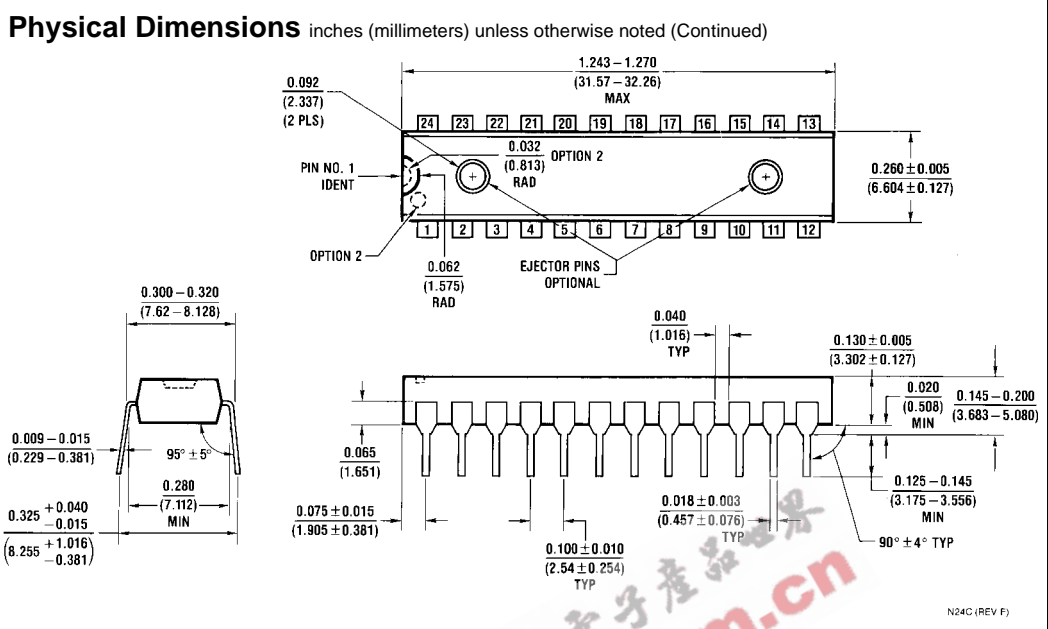 Physical Dimensions inches (millimeters) unless otherwise noted (Continued)
1.243 – 1.270
(31.57 – 32.26)
MAX
0.092
(2.337)
(2 PLS)
24 23 22 21 20 19 18 17 16 15 14 13
0.032
(0.813)
RAD
OPTION 2
PIN NO. 1
IDENT
0.260 ± 0.005
(6.604 ± 0.127)
1 2 3 4 5 6 7 8 9 10 11 12
OPTION 2
0.062
(1.575)
RAD
EJECTOR PINS
OPTIONAL
0.300 – 0.320
(7.62 – 8.128)
0.040
(1.016)
TYP
0.130 ± 0.005
(3.302 ± 0.127)
0.020
(0.508)
MIN
0.145 – 0.200
(3.683 – 5.080)
0.009 – 0.015
(0.229 – 0.381)
95° ± 5°
0.065
(1.651)
0.280
(7.112)
MIN
0.125 – 0.145
(3.175 – 3.556)
MIN
0.325 + 0.040
– 0.015
(8.255 + 1.016
– 0.381)
0.075 ± 0.015
(1.905 ± 0.381)
0.018 ± 0.003
(0.457 ± 0.076)
TYP
0.100 ± 0.010
(2.54 ± 0.254)
TYP
90° ± 4° TYP
子產品世界
.cn
N24C (REV F)